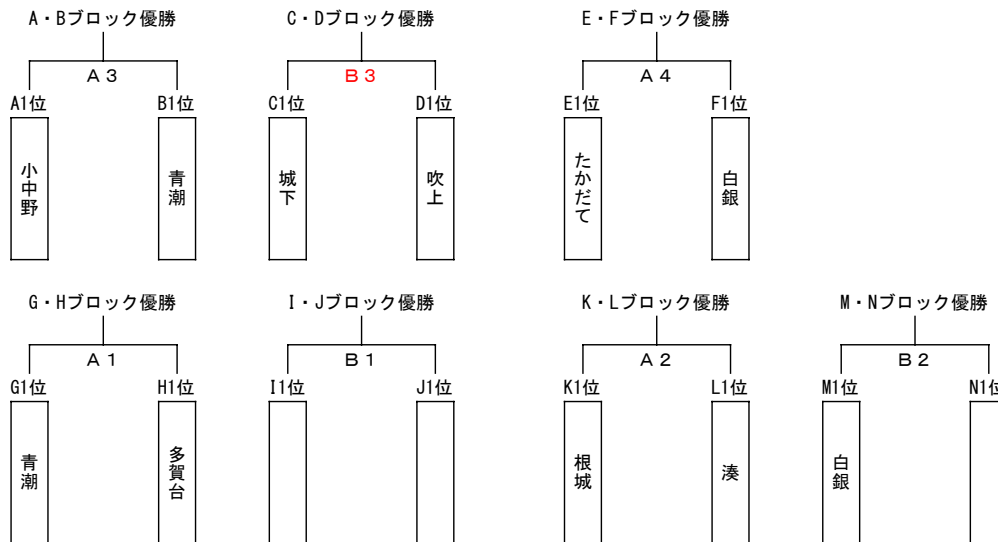 A・Bブロック優勝 C・Dブロック優勝 E・Fブロック優勝
A3 B3 A4
A1位 B1位 C1位 D1位 E1位 F1位
小中野 青潮 城下 吹上 たかだて 白銀
G・Hブロック優勝 I・Jブロック優勝 K・Lブロック優勝 M・Nブロック優勝
A1 B1 A2 B2
G1位 H1位 I1位 J1位 K1位 L1位 M1位 N1位
青潮 多賀台 根城 湊 白銀